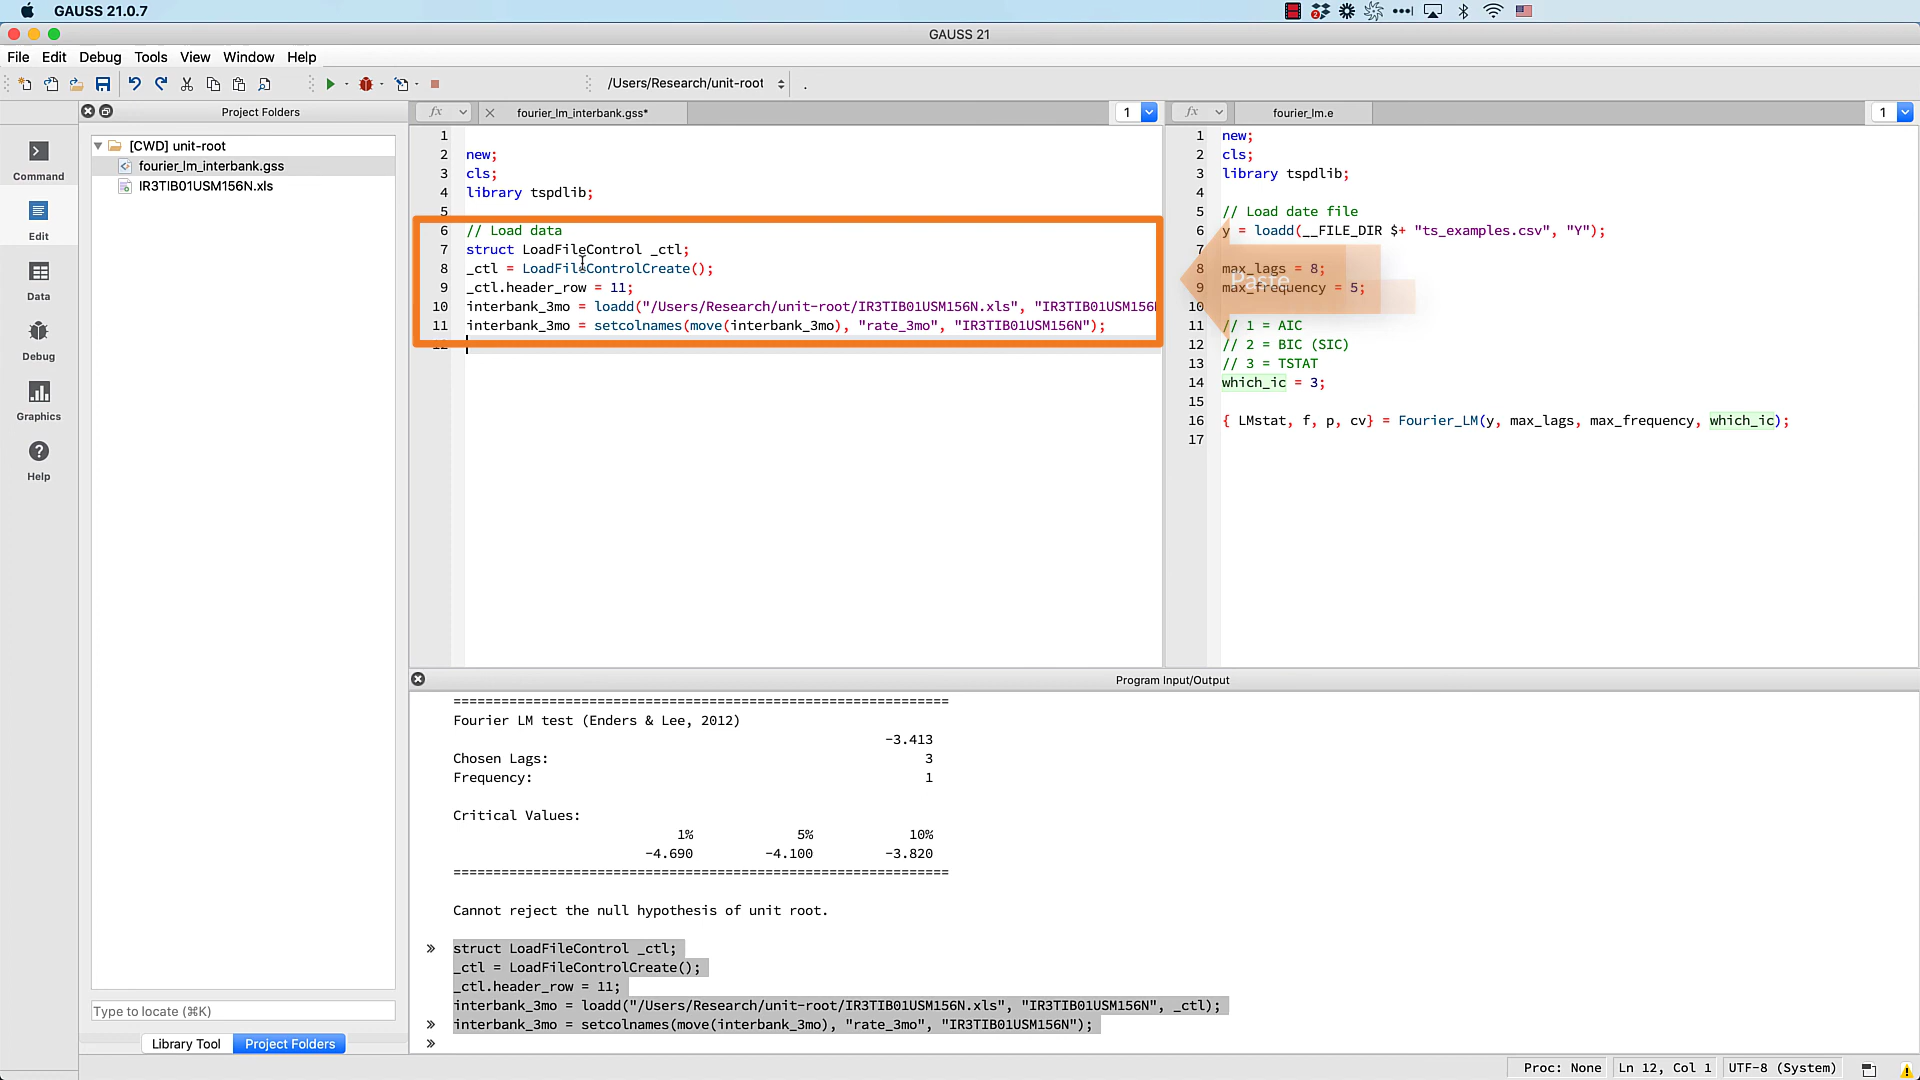 GAUSS 21.0.7
GAUSS 21
File Edit Debug Tools View Window Help
/Users/Research/unit-root
.
Project Folders
[CWD] unit-root
fourier_lm_interbank.gss
IR3TIB01USM156N.xls
Command
Edit
Data
Debug
Graphics
Help
Type to locate (⌘K)
Library Tool Project Folders
fx fourier_lm_interbank.gss* 1
1
2 new;
3 cls;
4 library tspdlib;
5
6 // Load data
7 struct LoadFileControl _ctl;
8 _ctl = LoadFileControlCreate();
9 _ctl.header_row = 11;
10 interbank_3mo = loadd("/Users/Research/unit-root/IR3TIB01USM156N.xls", "IR3TIB01USM156N
11 interbank_3mo = setcolnames(move(interbank_3mo), "rate_3mo", "IR3TIB01USM156N");
12
fx fourier_lm.e 1
1 new;
2 cls;
3 library tspdlib;
4
5 // Load date file
6 y = loadd(__FILE_DIR $+ "ts_examples.csv", "Y");
7
8 max_lags = 8;
Paste
9 max_frequency = 5;
10
11 // 1 = AIC
12 // 2 = BIC (SIC)
13 // 3 = TSTAT
14 which_ic = 3;
15
16 { LMstat, f, p, cv} = Fourier_LM(y, max_lags, max_frequency, which_ic);
17
Program Input/Output
==============================================================
Fourier LM test (Enders & Lee, 2012)
-3.413
Chosen Lags: 3
Frequency: 1
Critical Values:
1% 5% 10%
-4.690 -4.100 -3.820
==============================================================
Cannot reject the null hypothesis of unit root.
» struct LoadFileControl _ctl;
_ctl = LoadFileControlCreate();
_ctl.header_row = 11;
interbank_3mo = loadd("/Users/Research/unit-root/IR3TIB01USM156N.xls", "IR3TIB01USM156N", _ctl);
» interbank_3mo = setcolnames(move(interbank_3mo), "rate_3mo", "IR3TIB01USM156N");
»
Proc: None Ln 12, Col 1 UTF-8 (System)